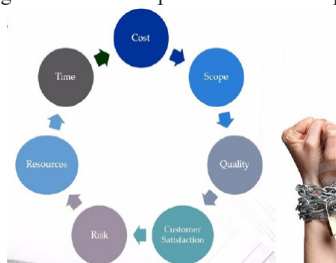 Cost
Scope
Quality
Customer
Satisfaction
Risk
Resources
Time